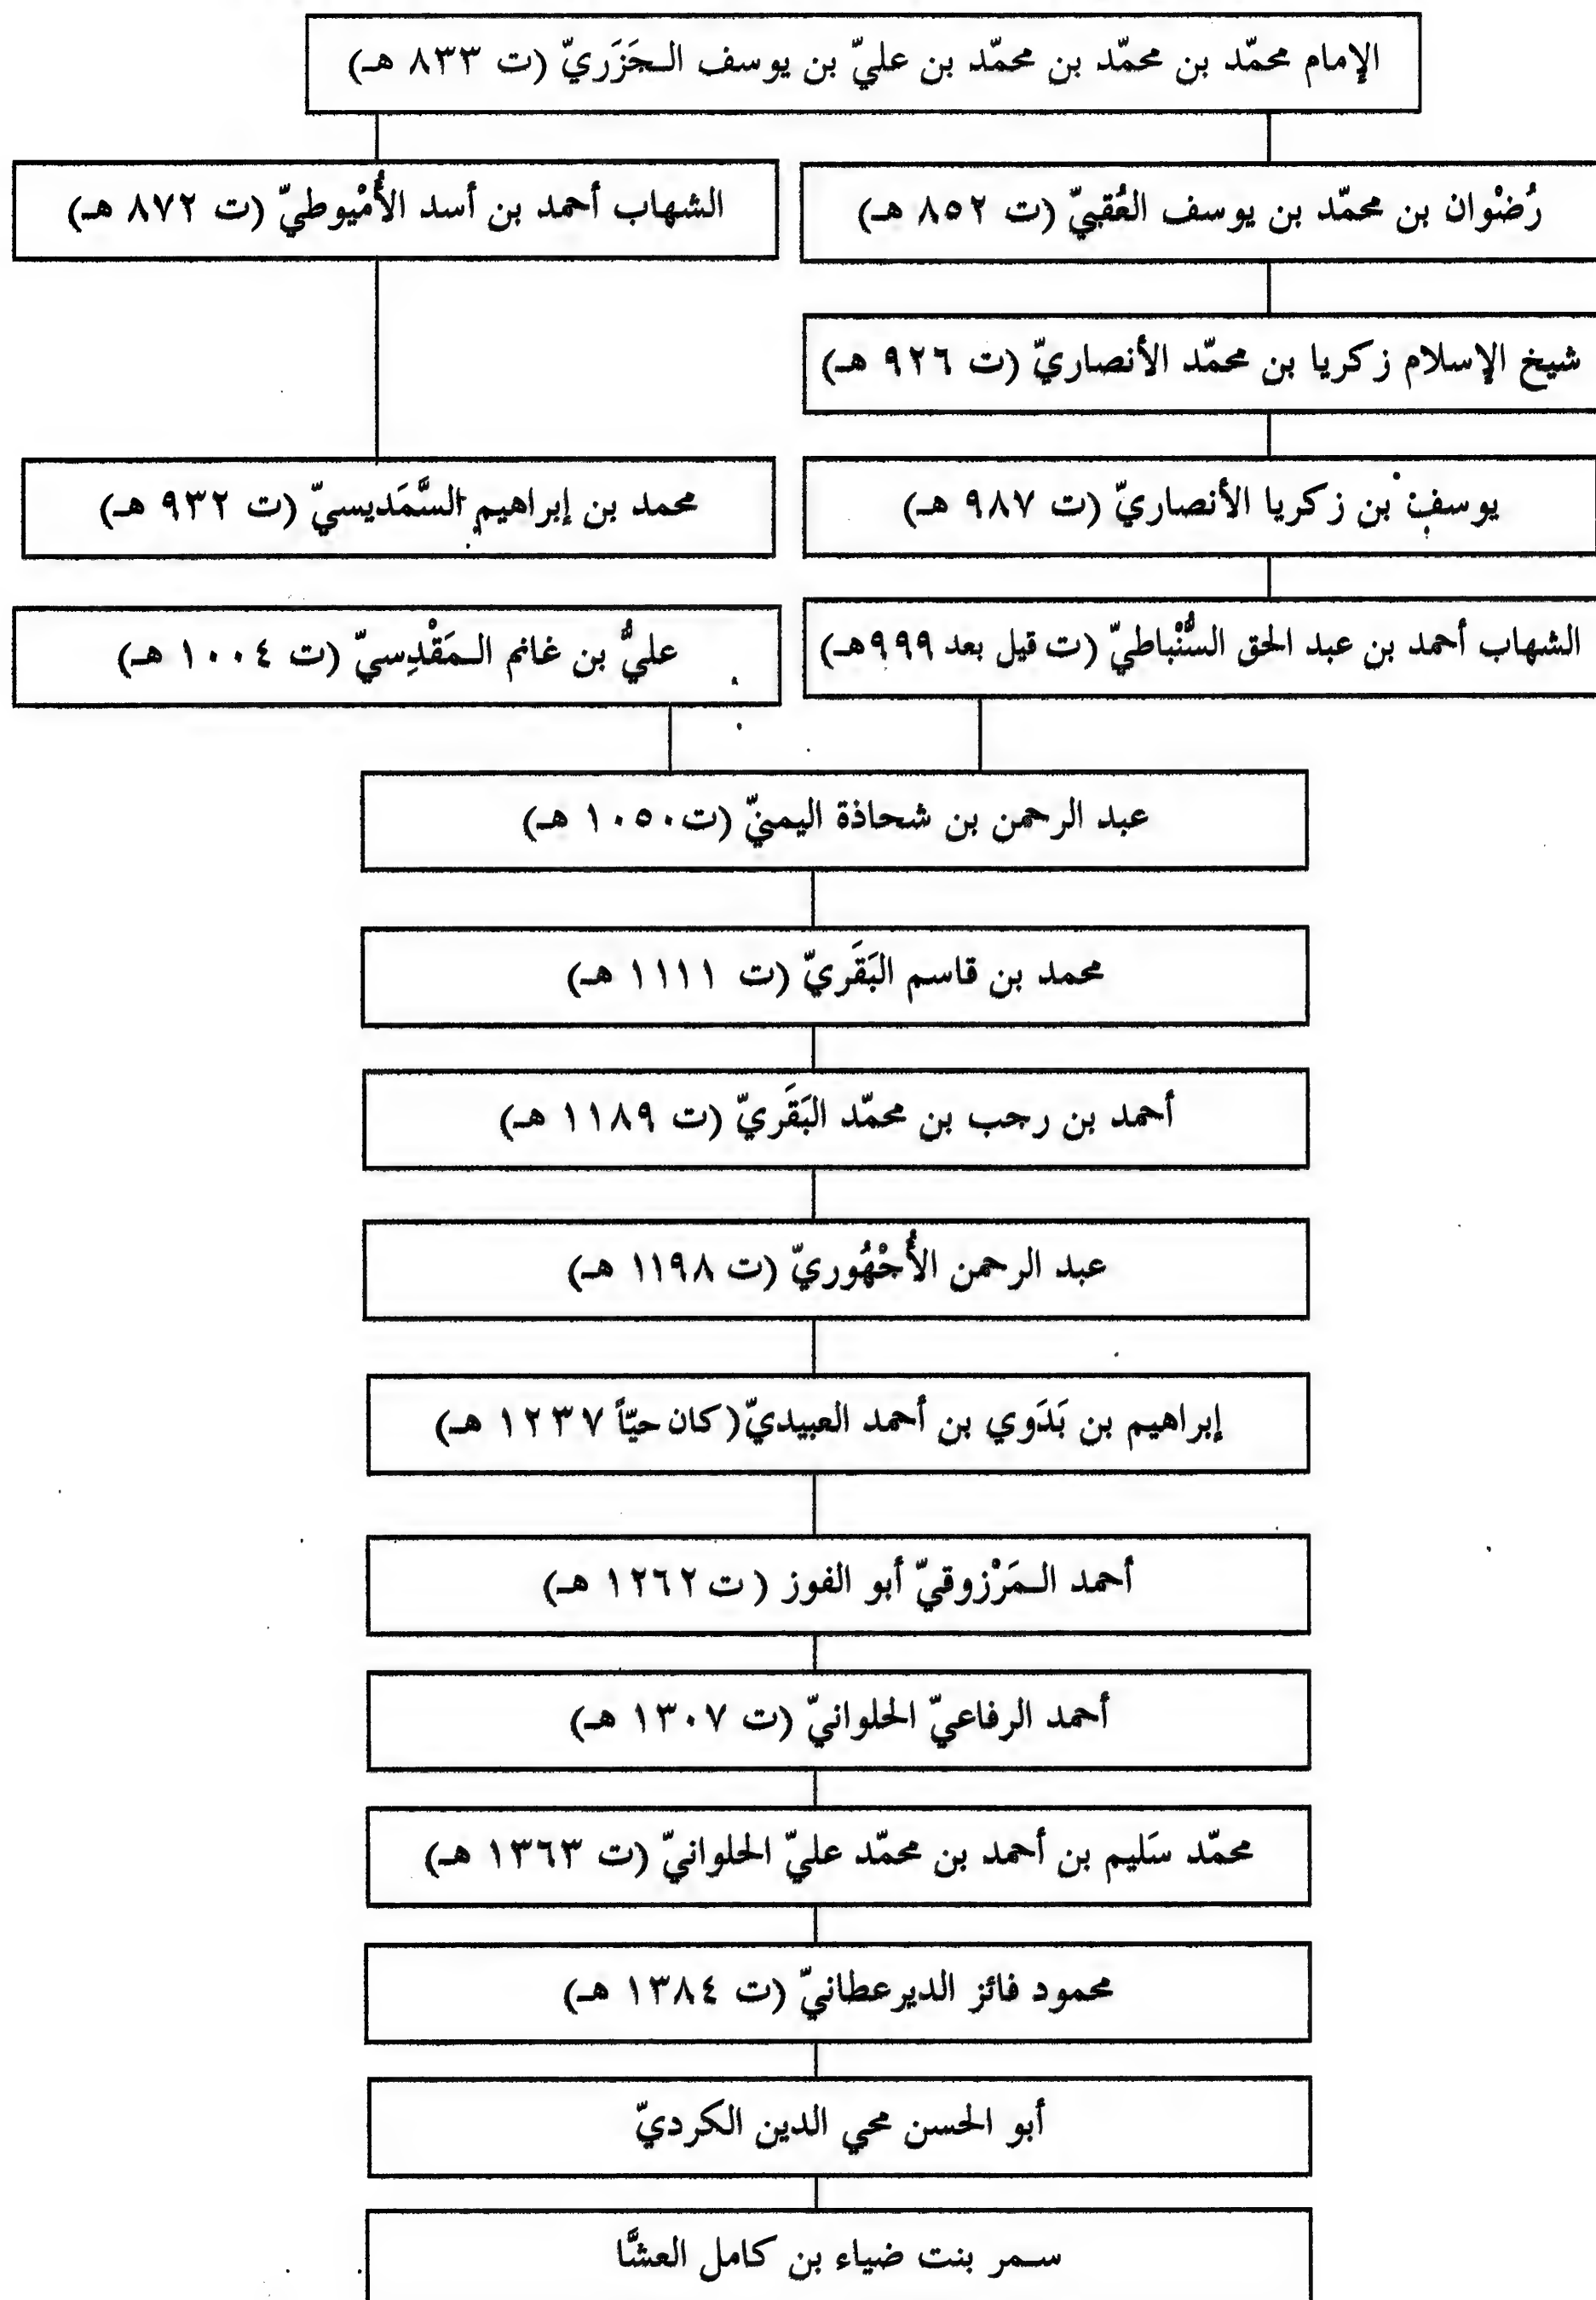 الإمام محمّد بن محمّد بن محمّد بن عليّ بن يوسف الـجَزَريّ (ت ٨٣٣ هـ)
رُضْوان بن محمّد بن يوسف العُقبيّ (ت ٨٥٢ هـ)
الشهاب أحمد بن أسد الأُمْيوطيّ (ت ٨٧٢ هـ)
شيخ الإسلام زكريا بن محمّد الأنصاريّ (ت ٩٢٦ هـ)
يوسف بن زكريا الأنصاريّ (ت ٩٨٧ هـ)
محمد بن إبراهيم السَّمَديسيّ (ت ٩٣٢ هـ)
الشهاب أحمد بن عبد الحق السُّنْباطيّ (ت قيل بعد ٩٩٩هـ)
عليُّ بن غانم الـمَقْدِسيّ (ت ١٠٠٤ هـ)
عبد الرحمن بن شحاذة اليمنيّ (ت١٠٥٠ هـ)
محمد بن قاسم البَقَريّ (ت ١١١١ هـ)
أحمد بن رجب بن محمّد البَقَريّ (ت ١١٨٩ هـ)
عبد الرحمن الأُجْهُوريّ (ت ١١٩٨ هـ)
إبراهيم بن بَدَوي بن أحمد العبيديّ(كان حيّاً ١٢٣٧ هـ)
أحمد الـمَرْزوقيّ أبو الفوز (ت١٢٦٢ هـ)
أحمد الرفاعيّ الحلوانيّ (ت ١٣٠٧ هـ)
محمّد سَليم بن أحمد بن محمّد عليّ الحلوانيّ (ت ١٣٦٣ هـ)
محمود فائز الديرعطانيّ (ت ١٣٨٤ هـ)
أبو الحسن محي الدين الكرديّ
سـمر بنت ضياء بن كامل العشَّا